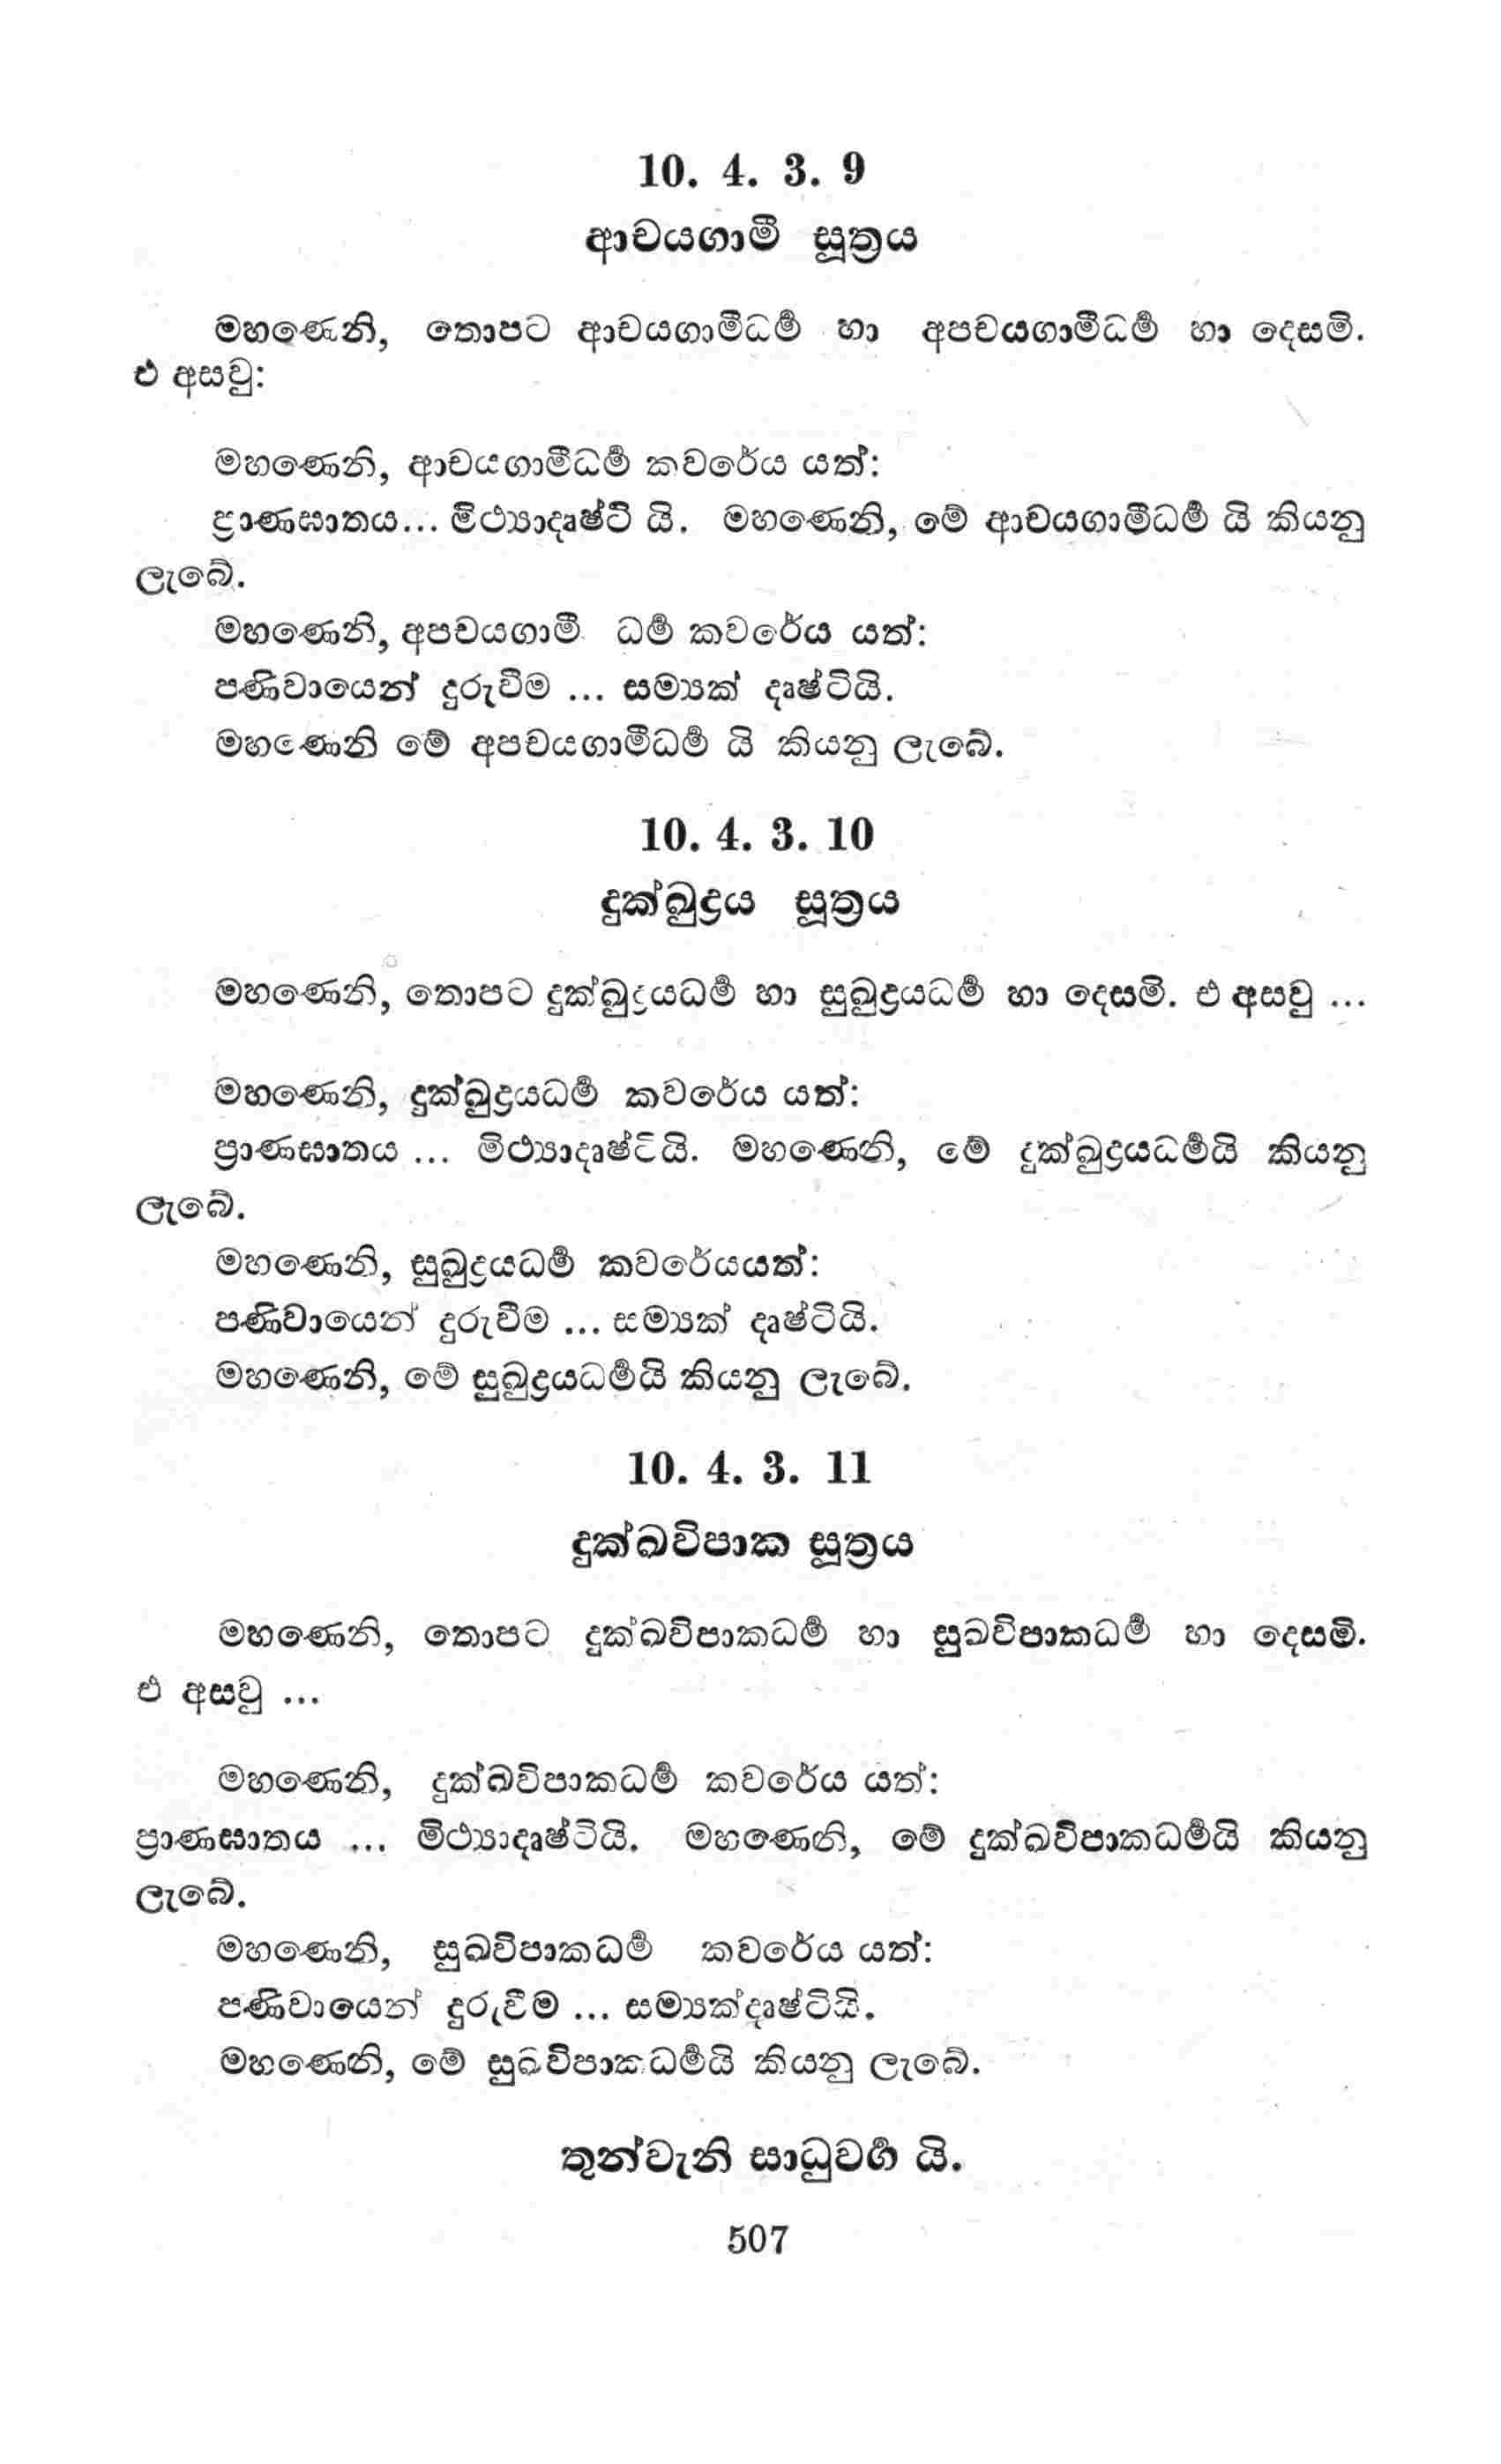 10. 4. 3. 9
ආචයගාමී සූත්‍රය
මහණෙනි, තොපට ආචයගාමීධර්‍ම හා අපචයගාමීධර්‍ම හා දෙසමි.
එ අසවු:
මහණෙනි, ආචයගාමීධර්‍ම කවරේය යත්:
ප්‍රාණඝාතය... මිථ්‍යාදෘෂ්ටි යි. මහණෙනි, මේ ආචයගාමීධර්‍ම යි කියනු
ලැබේ.
මහණෙනි, අපචයගාමී ධර්‍ම කවරේය යත්:
පණිවායෙන් දුරුවීම ... සම්‍යක් දෘෂ්ටියි.
මහණෙනි මේ අපචයගාමීධර්‍ම යි කියනු ලැබේ.
10. 4. 3. 10
දුක්ඛුද්‍රය සූත්‍රය
මහණෙනි, තොපට දුක්ඛුද්‍රයධර්‍ම හා සුඛුද්‍රයධර්‍ම හා දෙසමි. එ අසවු ...
මහණෙනි, දුක්ඛුද්‍රයධර්‍ම කවරේය යත්:
ප්‍රාණඝාතය ... මිථ්‍යාදෘෂ්ටියි. මහණෙනි, මේ දුක්ඛුද්‍රයධර්‍මයි කියනු
ලැබේ.
මහණෙනි, සුඛුද්‍රයධර්‍ම කවරේයයත්:
පණිවායෙන් දුරුවීම ... සම්‍යක් දෘෂ්ටියි.
මහණෙනි, මේ සුඛුද්‍රයධර්‍මයි කියනු ලැබේ.
10. 4. 3. 11
දුක්ඛවිපාක සූත්‍රය
මහණෙනි, තොපට දුක්ඛවිපාකධර්‍ම හා සුඛවිපාකධර්‍ම හා දෙසමි.
එ අසවු ...
මහණෙනි, දුක්ඛවිපාකධර්‍ම කවරේය යත්:
ප්‍රාණඝාතය ... මිථ්‍යාදෘෂ්ටියි. මහණෙනි, මේ දුක්ඛවිපාකධර්‍මයි කියනු
ලැබේ.
මහණෙනි, සුඛවිපාකධර්‍ම කවරේය යත්:
පණිවායෙන් දුරුවීම ... සම්‍යක්දෘෂ්ටියි.
මහණෙනි, මේ සුඛවිපාකධර්‍මයි කියනු ලැබේ.
තුන්වැනි සාධුවර්‍ග යි.
507